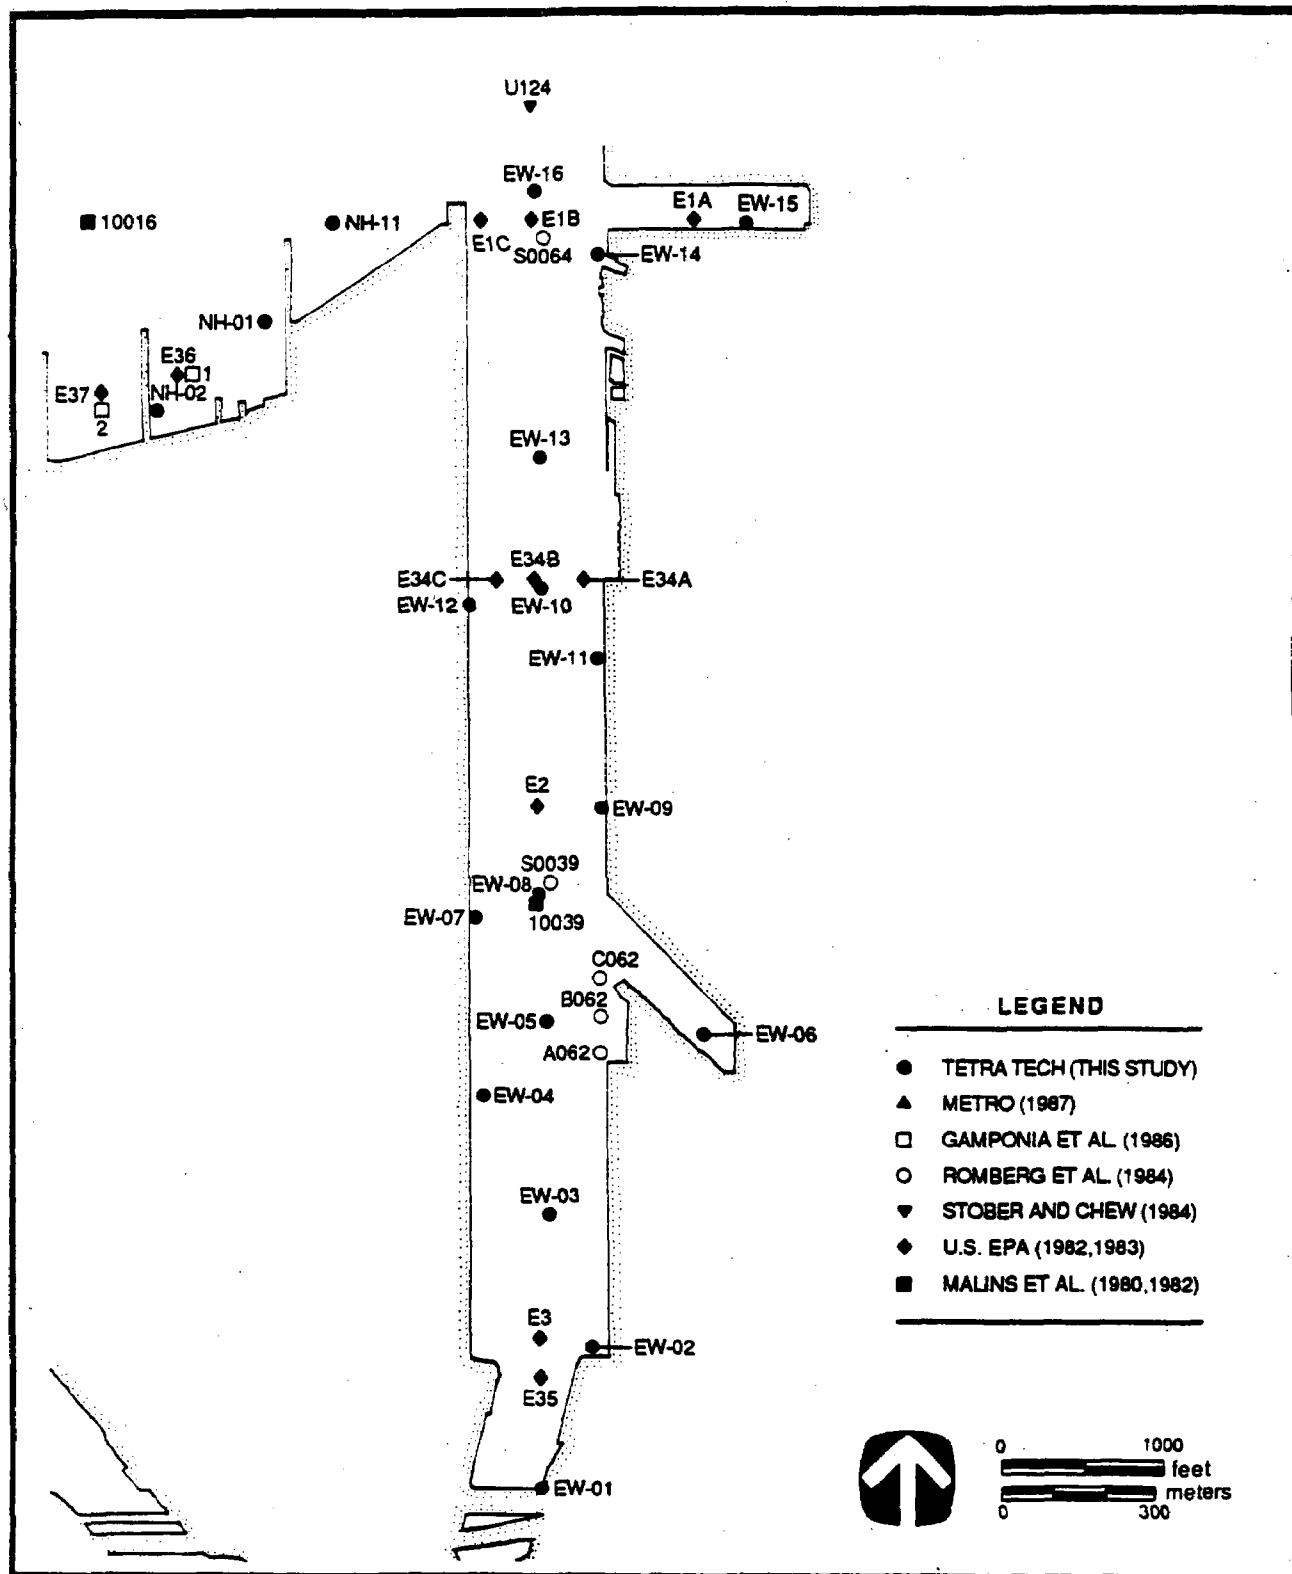 U124
EW-16
E1A
EW-15
10016
NH-11
E1B
E1C
S0064
EW-14
NH-01
E36
1
E37
NH-02
2
EW-13
E34B
E34C
E34A
EW-12
EW-10
EW-11
E2
EW-09
S0039
EW-08
EW-07
10039
C062
B062
EW-05
EW-06
A062
EW-04
EW-03
E3
EW-02
E35
EW-01
LEGEND
TETRA TECH (THIS STUDY)
METRO (1987)
GAMPONIA ET AL. (1986)
ROMBERG ET AL. (1984)
STOBER AND CHEW (1984)
U.S. EPA (1982,1983)
MALINS ET AL. (1980,1982)
0 1000
feet
meters
0 300